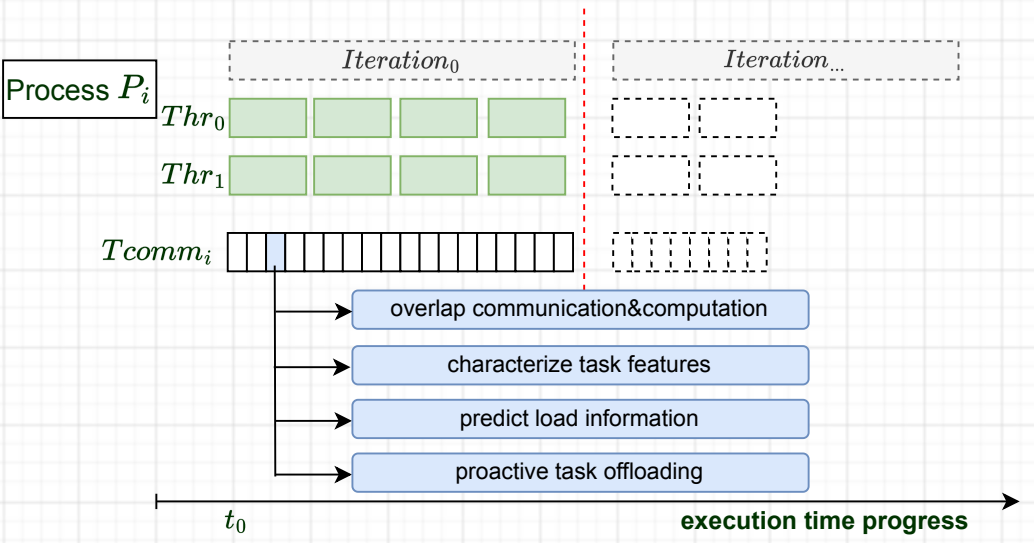 Iteration₀
Iteration...
Process Pᵢ
Thr₀
Thr₁
Tcommᵢ
overlap communication&computation
characterize task features
predict load information
proactive task offloading
t₀
execution time progress